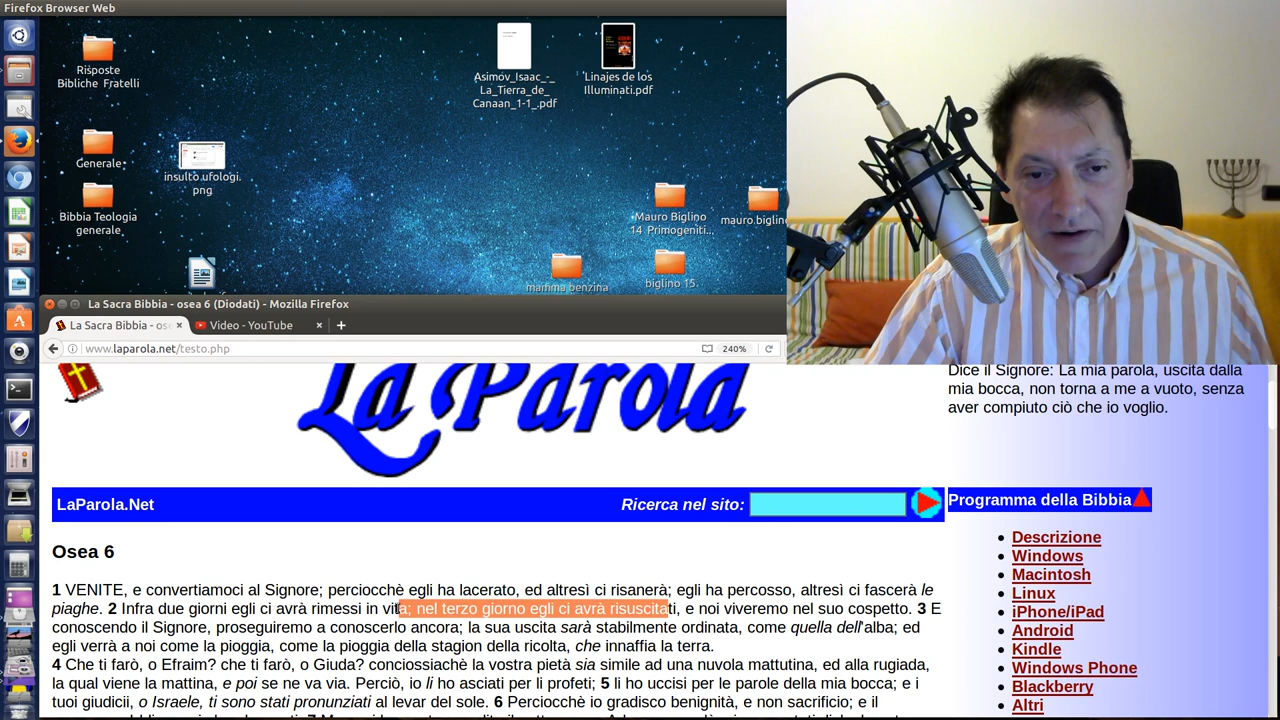 Firefox Browser Web
Risposte
Bibliche Fratelli
Asimov_Isaac_-_
La_Tierra_de_
Canaan_1-1_.pdf
Linajes de los
Illuminati.pdf
Generale
insulto.ufologi.
png
Bibbia Teologia
generale
Mauro Biglino
14 Primogeniti...
mauro.biglino
mamma benzina
biglino 15.
La Sacra Bibbia - osea 6 (Diodati) - Mozilla Firefox
La Sacra Bibbia - ose
Video - YouTube
www.laparola.net/testo.php
240%
La Parola
Dice il Signore: La mia parola, uscita dalla
mia bocca, non torna a me a vuoto, senza
aver compiuto ciò che io voglio.
LaParola.Net
Ricerca nel sito:
Programma della Bibbia
Descrizione
Windows
Macintosh
Linux
iPhone/iPad
Android
Kindle
Windows Phone
Blackberry
Altri
Osea 6
1 VENITE, e convertiamoci al Signore; perciocchè egli ha lacerato, ed altresì ci risanerà; egli ha percosso, altresì ci fascerà le
piaghe. 2 Infra due giorni egli ci avrà rimessi in vita; nel terzo giorno egli ci avrà risuscitati, e noi viveremo nel suo cospetto. 3 E
conoscendo il Signore, proseguiremo a conoscerlo ancora; la sua uscita sarà stabilmente ordinata, come quella dell'alba; ed
egli verrà a noi come la pioggia, come la pioggia della stagion della ricolta, che innaffia la terra.
4 Che ti farò, o Efraim? che ti farò, o Giuda? conciossiachè la vostra pietà sia simile ad una nuvola mattutina, ed alla rugiada,
la qual viene la mattina, e poi se ne va via. Perciò, io li ho asciati per li profeti; 5 li ho uccisi per le parole della mia bocca; e i
tuoi giudicii, o Israele, ti sono stati pronunciati al levar del sole. 6 Perciocchè io gradisco benignità, e non sacrificio; e il